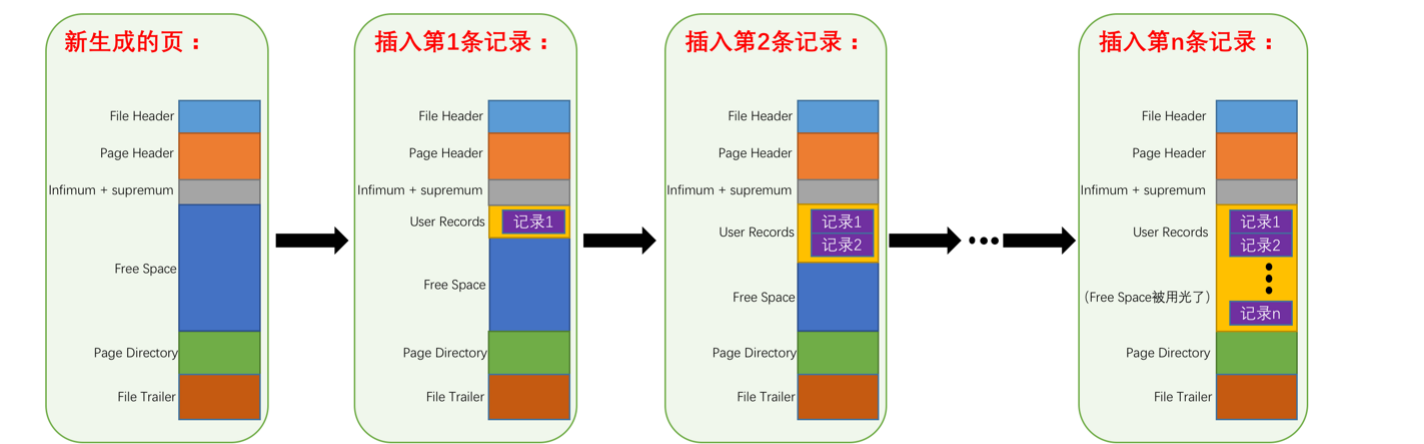 新生成的页：
File Header
Page Header
Infimum + supremum
Free Space
Page Directory
File Trailer
插入第1条记录：
File Header
Page Header
Infimum + supremum
User Records
记录1
Free Space
Page Directory
File Trailer
插入第2条记录：
File Header
Page Header
Infimum + supremum
User Records
记录1
记录2
Free Space
Page Directory
File Trailer
插入第n条记录：
File Header
Page Header
Infimum + supremum
User Records
记录1
记录2
（Free Space被用光了）
记录n
Page Directory
File Trailer